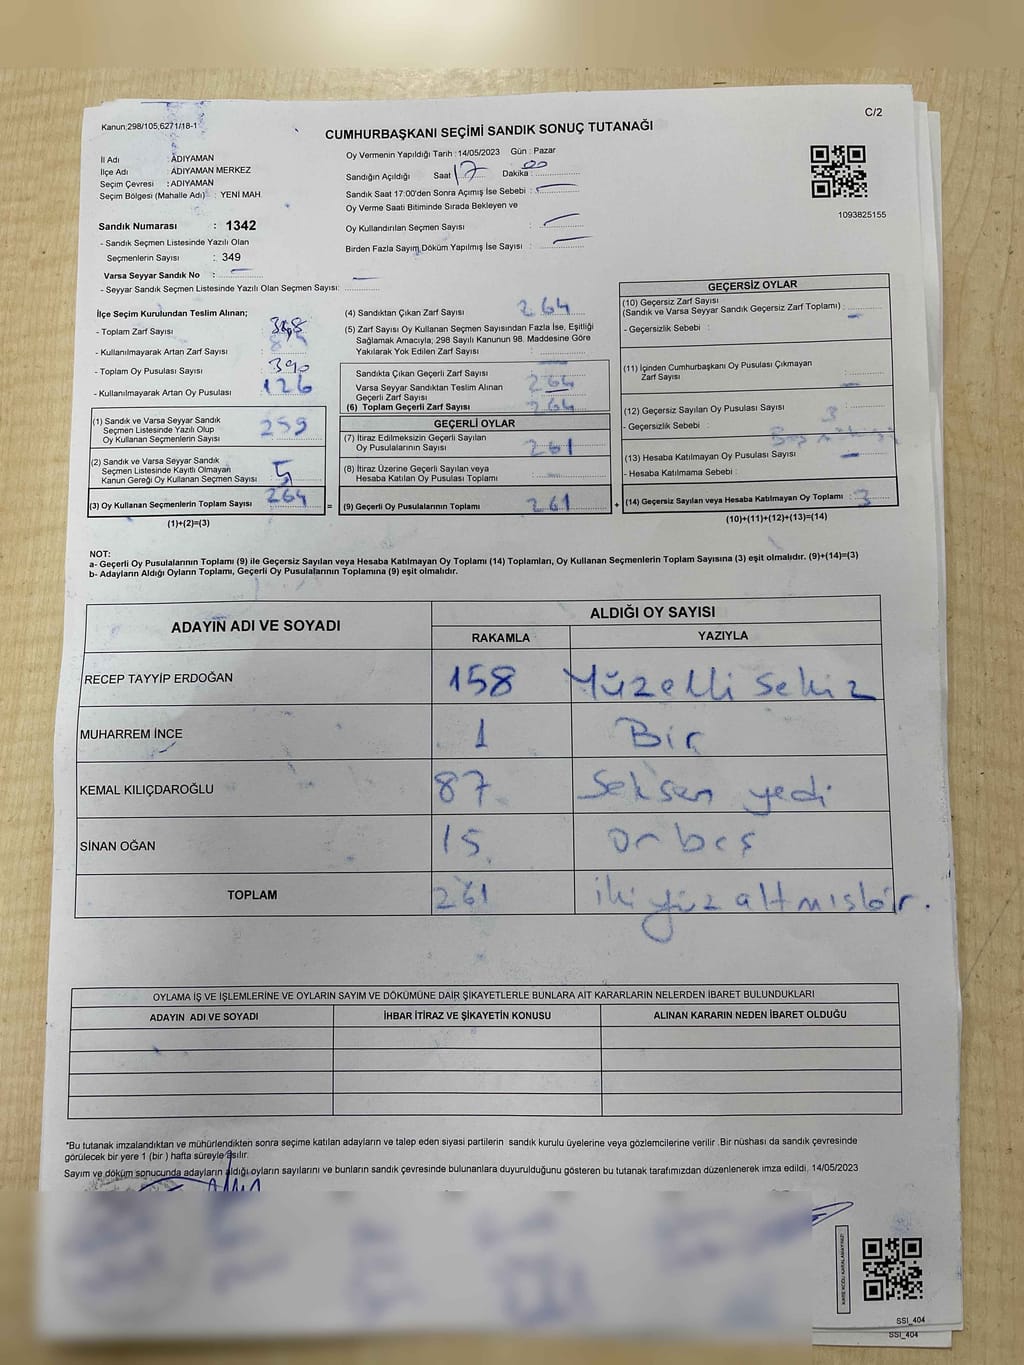 Kanun:298/105,6271/18-1
C/2
CUMHURBAŞKANI SEÇİMİ SANDIK SONUÇ TUTANAĞI
İl Adı : ADIYAMAN
İlçe Adı : ADIYAMAN MERKEZ
Seçim Çevresi : ADIYAMAN
Seçim Bölgesi (Mahalle Adı) : YENİ MAH.
Sandık Numarası : 1342
- Sandık Seçmen Listesinde Yazılı Olan
Seçmenlerin Sayısı : 349
Varsa Seyyar Sandık No :
- Seyyar Sandık Seçmen Listesinde Yazılı Olan Seçmen Sayısı:
Oy Vermenin Yapıldığı Tarih : 14/05/2023 Gün : Pazar
Sandığın Açıldığı Saat 17 Dakika : 00
Sandık Saat 17:00'den Sonra Açımış İse Sebebi :
Oy Verme Saati Bitiminde Sırada Bekleyen ve
Oy Kullandırılan Seçmen Sayısı :
Birden Fazla Sayım Döküm Yapılmış İse Sayısı :
1093825155
İlçe Seçim Kurulundan Teslim Alınan;
- Toplam Zarf Sayısı :
- Kullanılmayarak Artan Zarf Sayısı :
- Toplam Oy Pusulası Sayısı : 390
- Kullanılmayarak Artan Oy Pusulası : 126
(1) Sandık ve Varsa Seyyar Sandık
Seçmen Listesinde Yazılı Olup
Oy Kullanan Seçmenlerin Sayısı 259
(2) Sandık ve Varsa Seyyar Sandık
Seçmen Listesinde Kayıtlı Olmayan
Kanun Gereği Oy Kullanan Seçmen Sayısı : 5
(3) Oy Kullanan Seçmenlerin Toplam Sayısı 264
(1)+(2)=(3)
(4) Sandıktan Çıkan Zarf Sayısı : 264
(5) Zarf Sayısı Oy Kullanan Seçmen Sayısından Fazla İse, Eşitliği
Sağlamak Amacıyla; 298 Sayılı Kanunun 98. Maddesine Göre
Yakılarak Yok Edilen Zarf Sayısı :
Sandıkta Çıkan Geçerli Zarf Sayısı
Varsa Seyyar Sandıktan Teslim Alınan 264
Geçerli Zarf Sayısı
(6) Toplam Geçerli Zarf Sayısı 264
GEÇERLİ OYLAR
(7) İtiraz Edilmeksizin Geçerli Sayılan
Oy Pusulalarının Sayısı : 261
(8) İtiraz Üzerine Geçerli Sayılan veya
Hesaba Katılan Oy Pusulası Toplamı :
= (9) Geçerli Oy Pusulalarının Toplamı 261
GEÇERSİZ OYLAR
(10) Geçersiz Zarf Sayısı
(Sandık ve Varsa Seyyar Sandık Geçersiz Zarf Toplamı) :
- Geçersizlik Sebebi :
(11) İçinden Cumhurbaşkanı Oy Pusulası Çıkmayan
Zarf Sayısı
(12) Geçersiz Sayılan Oy Pusulası Sayısı 3
- Geçersizlik Sebebi :
(13) Hesaba Katılmayan Oy Pusulası Sayısı
- Hesaba Katılmama Sebebi :
+ (14) Geçersiz Sayılan veya Hesaba Katılmayan Oy Toplamı : 3
(10)+(11)+(12)+(13)=(14)
NOT:
a- Geçerli Oy Pusulalarının Toplamı (9) ile Geçersiz Sayılan veya Hesaba Katılmayan Oy Toplamı (14) Toplamları, Oy Kullanan Seçmenlerin Toplam Sayısına (3) eşit olmalıdır. (9)+(14)=(3)
b- Adayların Aldığı Oyların Toplamı, Geçerli Oy Pusulalarının Toplamına (9) eşit olmalıdır.
ADAYIN ADI VE SOYADI
ALDIĞI OY SAYISI
RAKAMLA YAZIYLA
RECEP TAYYİP ERDOĞAN 158 Yüzelli sekiz
MUHARREM İNCE 1 Bir
KEMAL KILIÇDAROĞLU 87 Seksen yedi
SİNAN OĞAN 15 on beş
TOPLAM 261 iki yüz altmışbir.
OYLAMA İŞ VE İŞLEMLERİNE VE OYLARIN SAYIM VE DÖKÜMÜNE DAİR ŞİKAYETLERLE BUNLARA AİT KARARLARIN NELERDEN İBARET BULUNDUKLARI
ADAYIN ADI VE SOYADI İHBAR İTİRAZ VE ŞİKAYETİN KONUSU ALINAN KARARIN NEDEN İBARET OLDUĞU
*Bu tutanak imzalandıktan ve mühürlendikten sonra seçime katılan adayların ve talep eden siyasi partilerin sandık kurulu üyelerine veya gözlemcilerine verilir .Bir nüshası da sandık çevresinde
görülecek bir yere 1 (bir ) hafta süreyle asılır.
Sayım ve döküm sonucunda adayların aldığı oyların sayılarını ve bunların sandık çevresinde bulunanlara duyurulduğunu gösteren bu tutanak tarafımızdan düzenlenerek imza edildi. 14/05/2023
KARE KODU KARALAMAYINIZ!
SSI_404
SSI_404